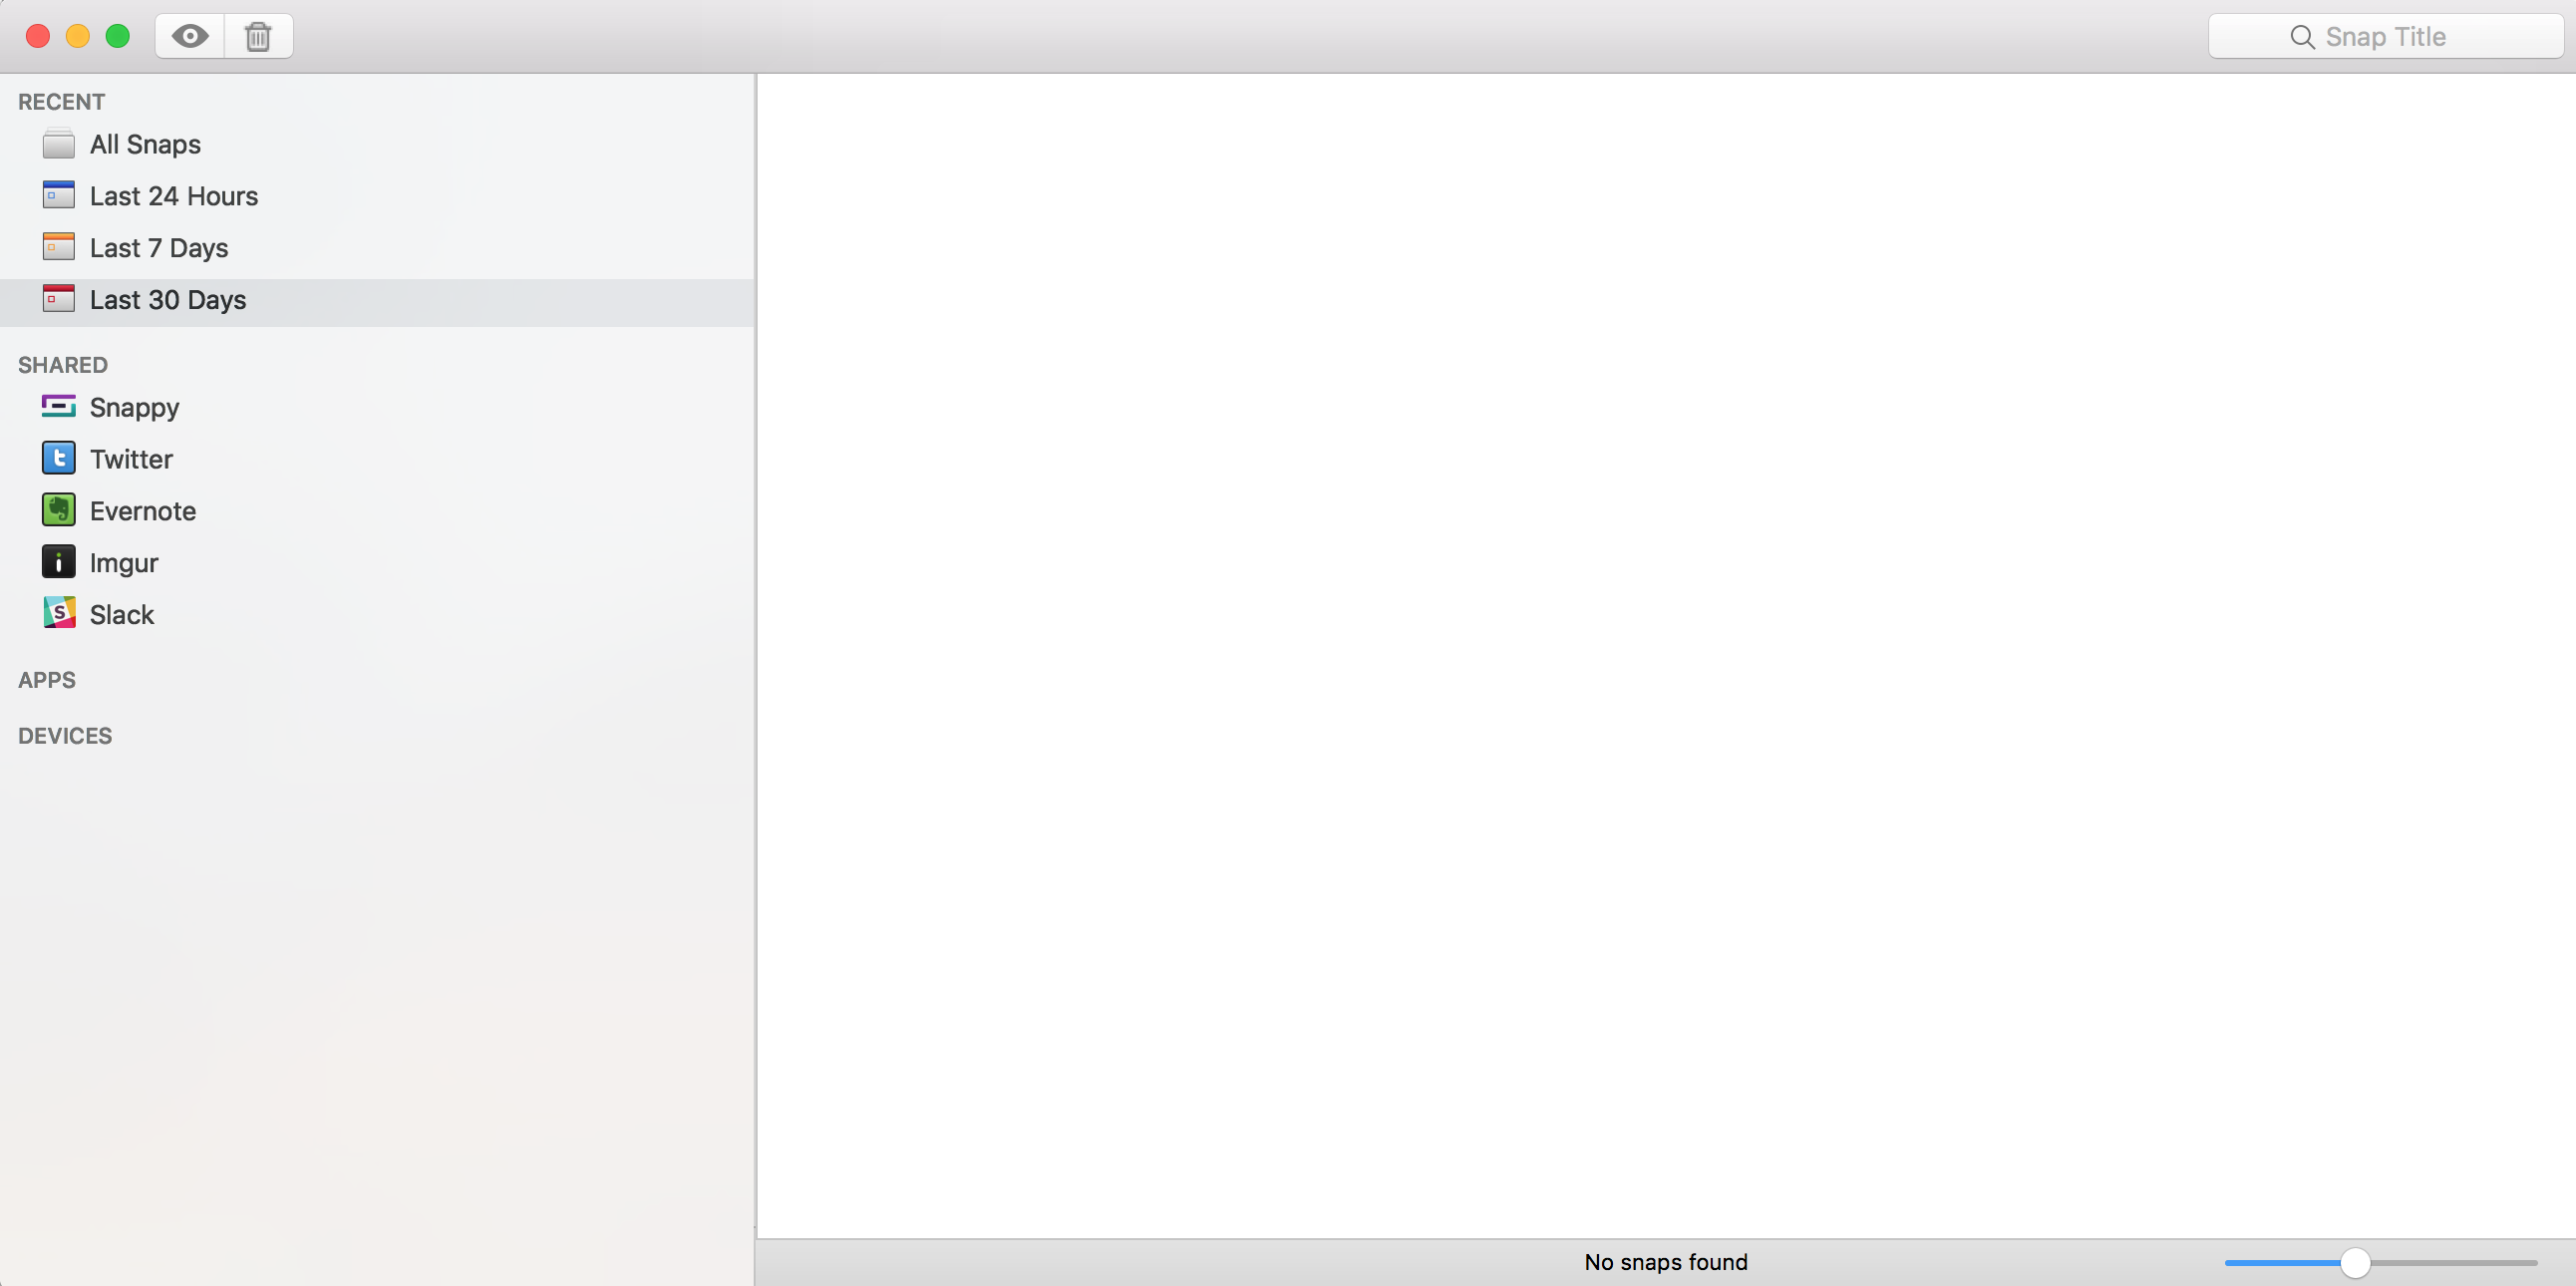 Snap Title
RECENT
All Snaps
Last 24 Hours
Last 7 Days
Last 30 Days
SHARED
Snappy
Twitter
Evernote
Imgur
Slack
APPS
DEVICES
No snaps found